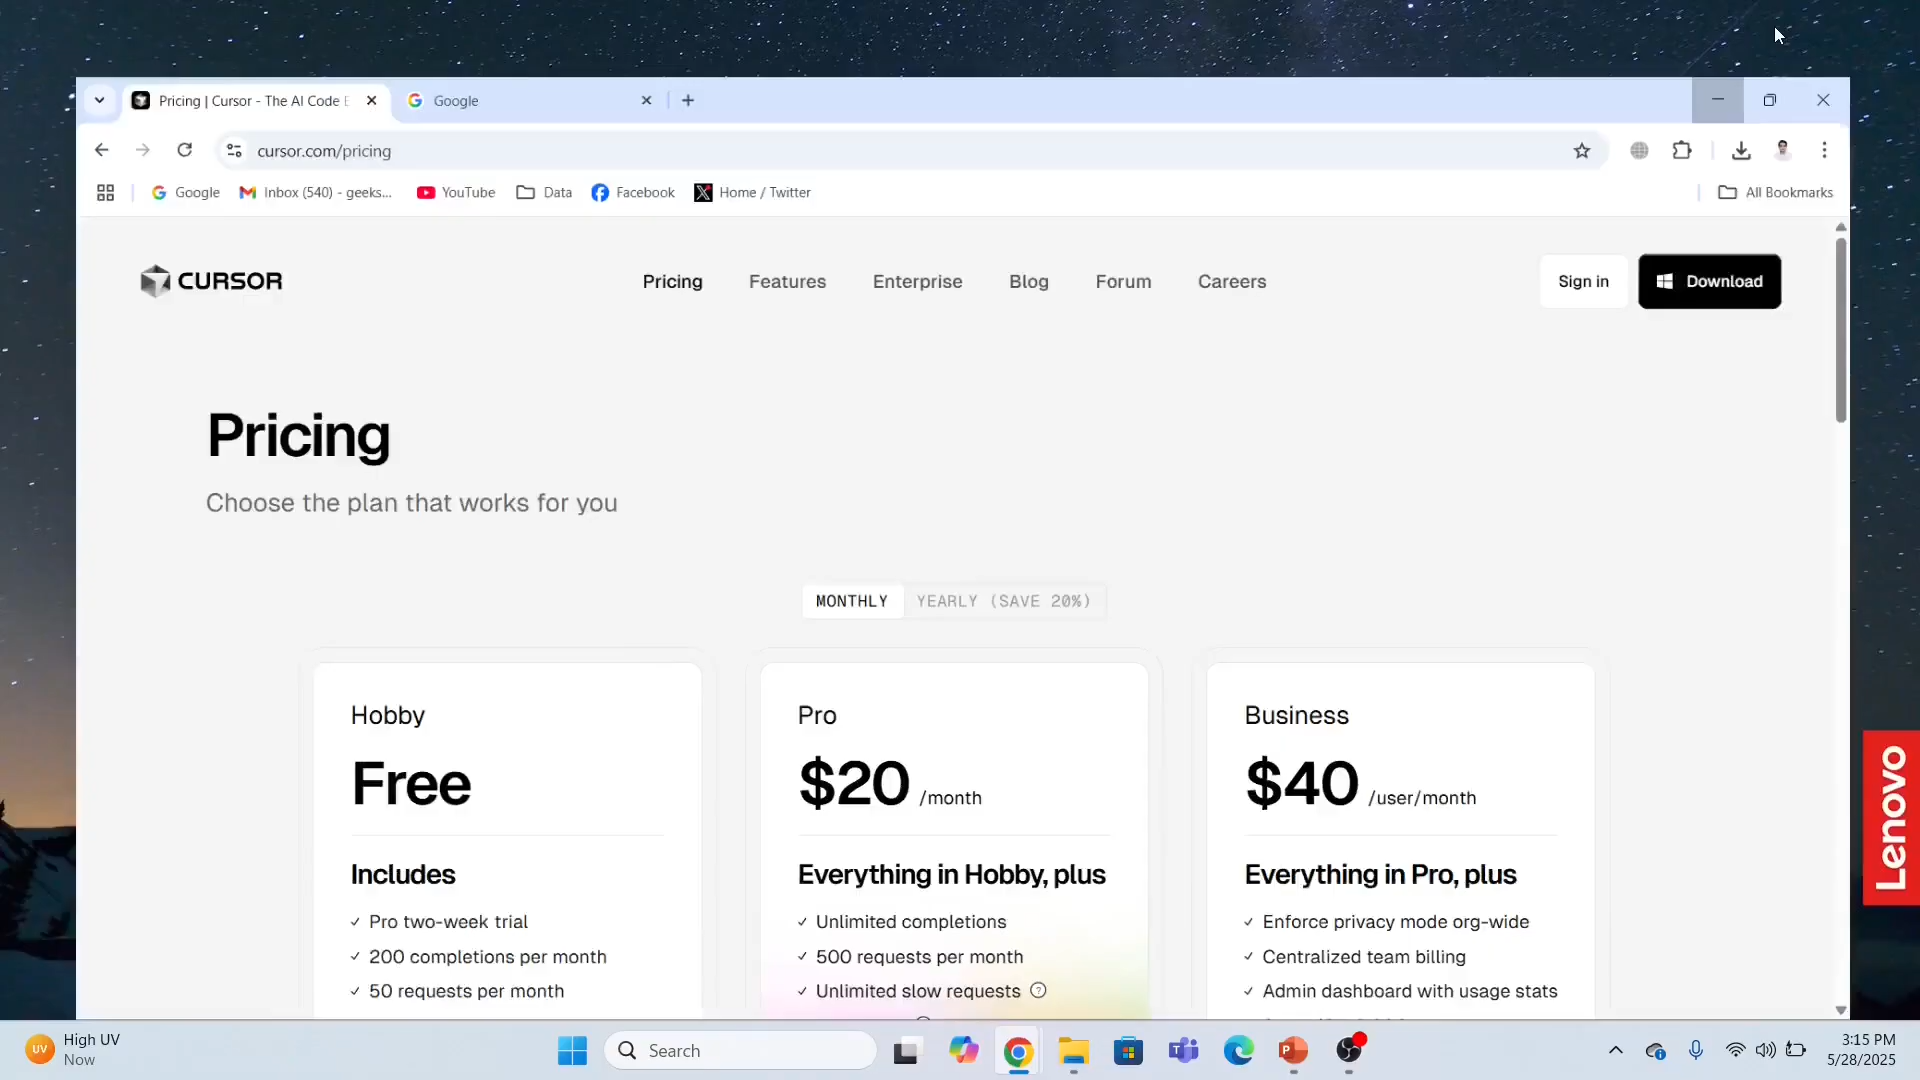 Pricing | Cursor - The AI Code E
Google
cursor.com/pricing
Google
Inbox (540) - geeks...
YouTube
Data
Facebook
Home / Twitter
All Bookmarks
CURSOR
Pricing
Features
Enterprise
Blog
Forum
Careers
Sign in
Download
Pricing
Choose the plan that works for you
MONTHLY
YEARLY (SAVE 20%)
Hobby
Free
Includes
✓ Pro two-week trial
✓ 200 completions per month
✓ 50 requests per month
Pro
$20 /month
Everything in Hobby, plus
✓ Unlimited completions
✓ 500 requests per month
✓ Unlimited slow requests ?
Business
$40 /user/month
Everything in Pro, plus
✓ Enforce privacy mode org-wide
✓ Centralized team billing
✓ Admin dashboard with usage stats
Lenovo
UV
High UV
Now
Search
3:15 PM
5/28/2025